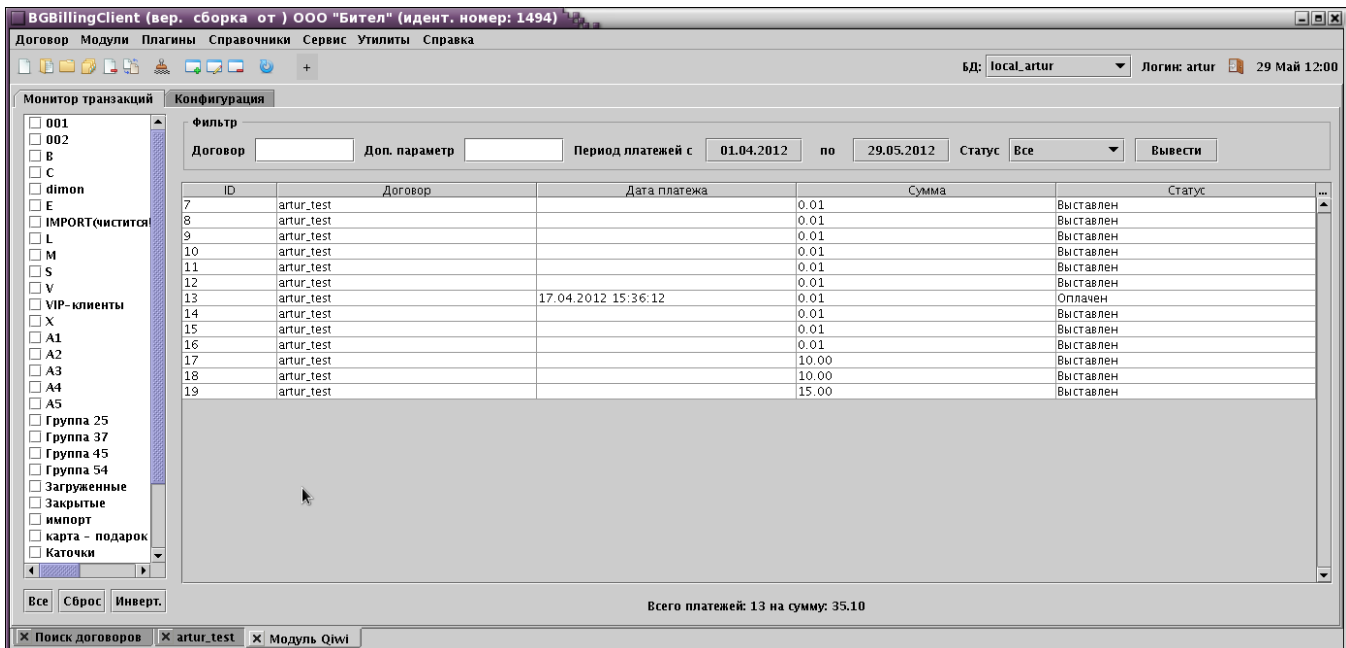 BGBillingClient (вер.  сборка  от ) ООО "Бител" (идент. номер: 1494)
Договор Модули Плагины Справочники Сервис Утилиты Справка
+ БД: local_artur Логин: artur 29 Май 12:00
Монитор транзакций Конфигурация
001
002
B
C
dimon
E
IMPORT(чистится!
L
M
S
V
VIP-клиенты
X
А1
А2
А3
А4
А5
Группа 25
Группа 37
Группа 45
Группа 54
Загруженные
Закрытые
импорт
карта - подарок
Каточки
Все Сброс Инверт.
Фильтр
Договор Доп. параметр Период платежей с 01.04.2012 по 29.05.2012 Статус Все Вывести
ID Договор Дата платежа Сумма Статус ...
7 artur_test 0.01 Выставлен
8 artur_test 0.01 Выставлен
9 artur_test 0.01 Выставлен
10 artur_test 0.01 Выставлен
11 artur_test 0.01 Выставлен
12 artur_test 0.01 Выставлен
13 artur_test 17.04.2012 15:36:12 0.01 Оплачен
14 artur_test 0.01 Выставлен
15 artur_test 0.01 Выставлен
16 artur_test 0.01 Выставлен
17 artur_test 10.00 Выставлен
18 artur_test 10.00 Выставлен
19 artur_test 15.00 Выставлен
Всего платежей: 13 на сумму: 35.10
Поиск договоров artur_test Модуль Qiwi